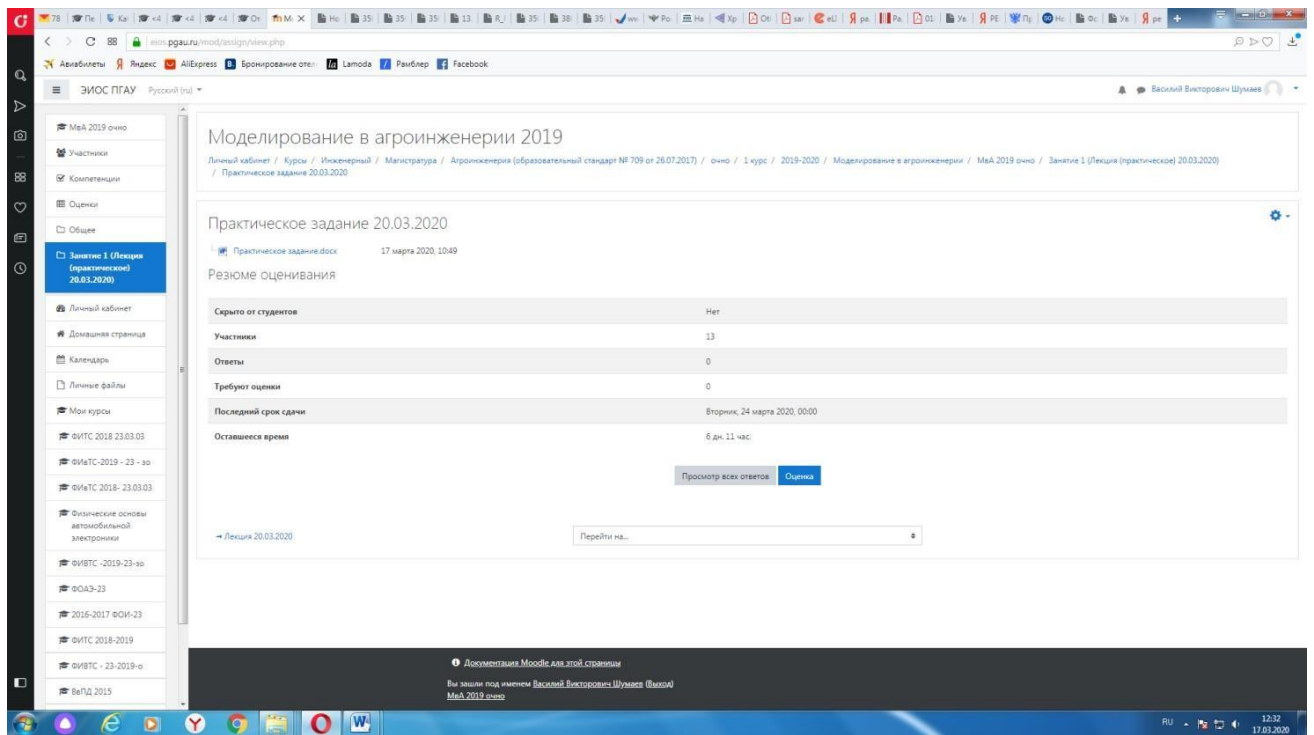 eios.pgau.ru/mod/assign/view.php
Авиабилеты Яндекс AliExpress Бронирование отел Lamoda Рамблер Facebook
ЭИОС ПГАУ Русский (ru)
Василий Викторович Шумаев
МвА 2019 очно
Участники
Компетенции
Оценки
Общее
Занятие 1 (Лекция
(практическое)
20.03.2020)
Личный кабинет
Домашняя страница
Календарь
Личные файлы
Мои курсы
ФИТС 2018 23.03.03
ФИвТС-2019 - 23 - зо
ФИвТС 2018- 23.03.03
Физические основы
автомобильной
электроники
ФИВТС -2019-23-зо
ФОАЭ-23
2016-2017 ФОИ-23
ФИТС 2018-2019
ФИВТС - 23-2019-о
ВвПД 2015
Моделирование в агроинженерии 2019
Личный кабинет / Курсы / Инженерный / Магистратура / Агроинженерия (образовательный стандарт № 709 от 26.07.2017) / очно / 1 курс / 2019-2020 / Моделирование в агроинженерии / МвА 2019 очно / Занятие 1 (Лекция (практическое) 20.03.2020)
/ Практическое задание 20.03.2020
Практическое задание 20.03.2020
Практическое задание.docx 17 марта 2020, 10:49
Резюме оценивания
Скрыто от студентов Нет
Участники 13
Ответы 0
Требуют оценки 0
Последний срок сдачи Вторник, 24 марта 2020, 00:00
Оставшееся время 6 дн. 11 час.
Просмотр всех ответов Оценка
Лекция 20.03.2020 Перейти на...
Документация Moodle для этой страницы
Вы зашли под именем Василий Викторович Шумаев (Выход)
МвА 2019 очно
RU 12:32
17.03.2020